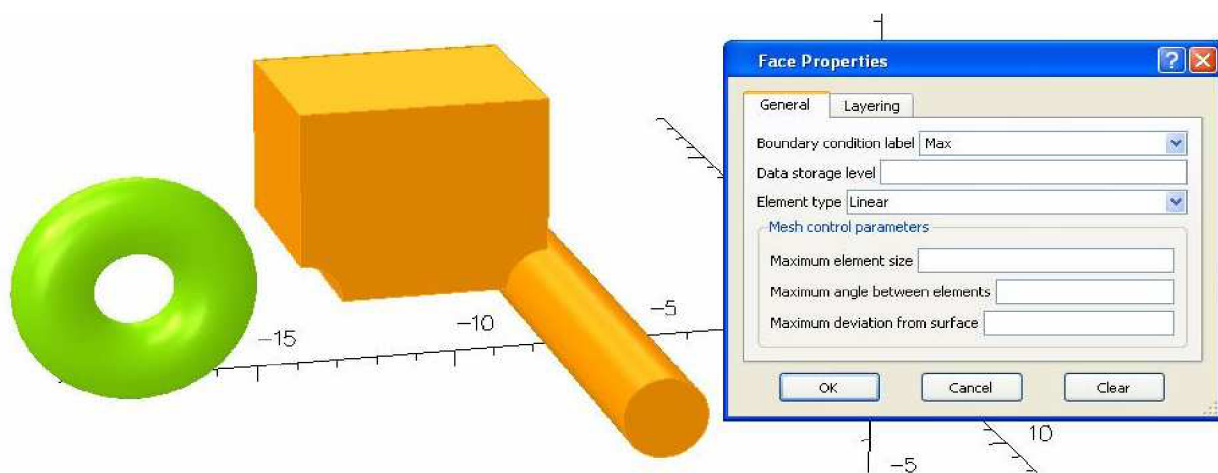 Face Properties
General Layering
Boundary condition label Max
Data storage level
Element type Linear
Mesh control parameters
Maximum element size
Maximum angle between elements
Maximum deviation from surface
OK Cancel Clear
-15
-10
-5
10
-5